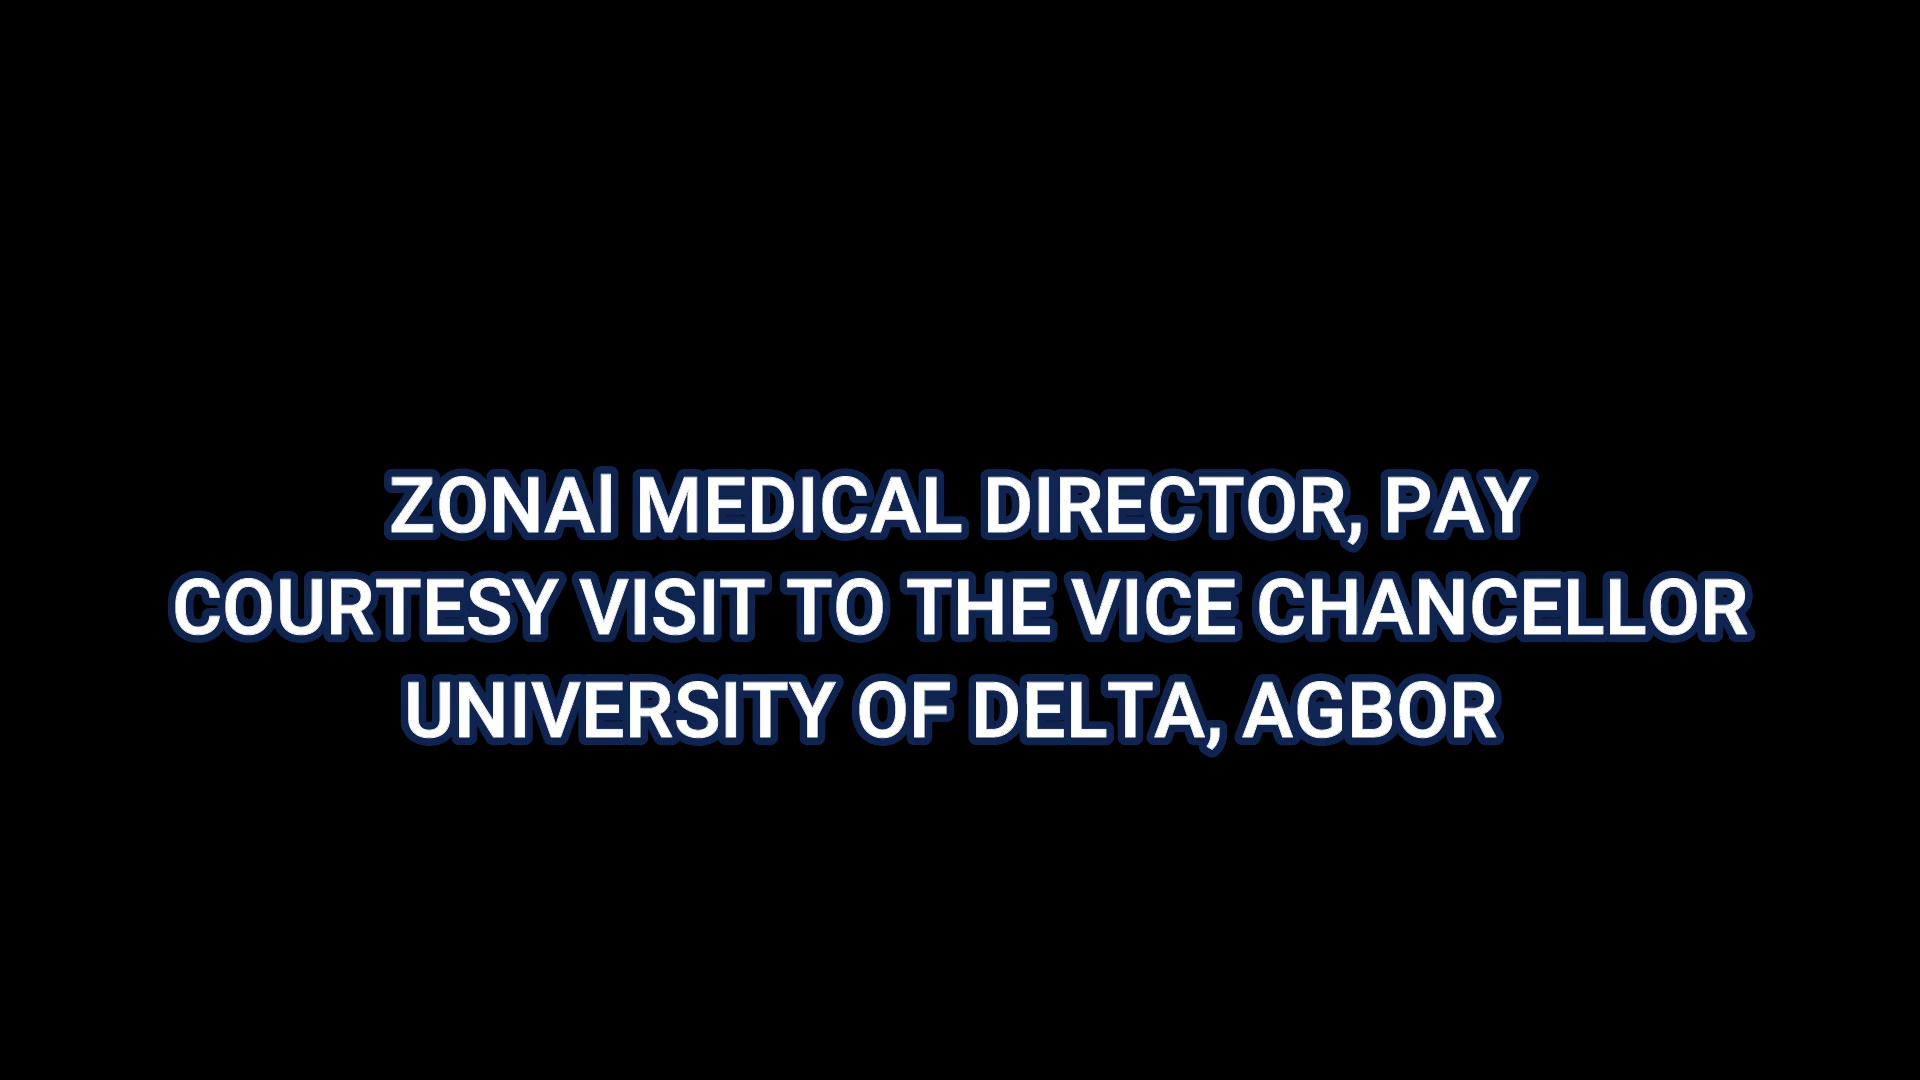 ZONAl MEDICAL DIRECTOR, PAY
COURTESY VISIT TO THE VICE CHANCELLOR
UNIVERSITY OF DELTA, AGBOR